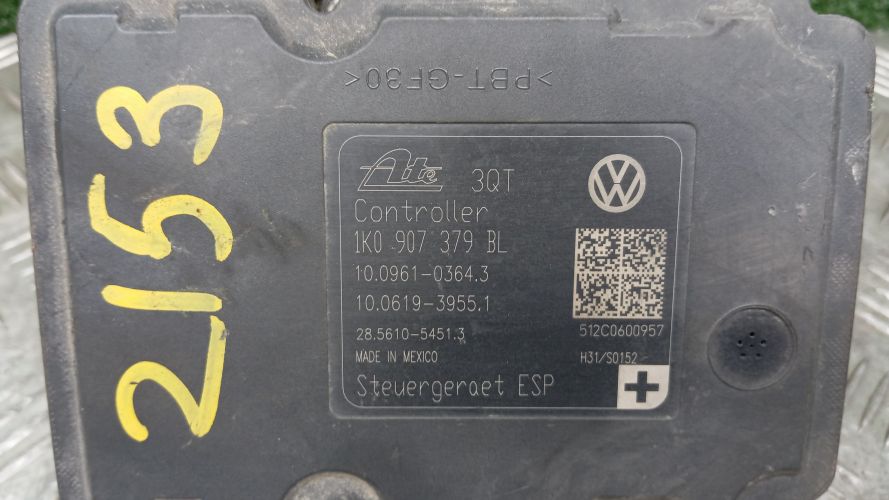 >PBT-GF30<
2153
Ate 3QT
Controller
1K0 907 379 BL
10.0961-0364.3
10.0619-3955.1
28.5610-5451.3
512C0600957
MADE IN MEXICO
H31/S0152
Steuergeraet ESP